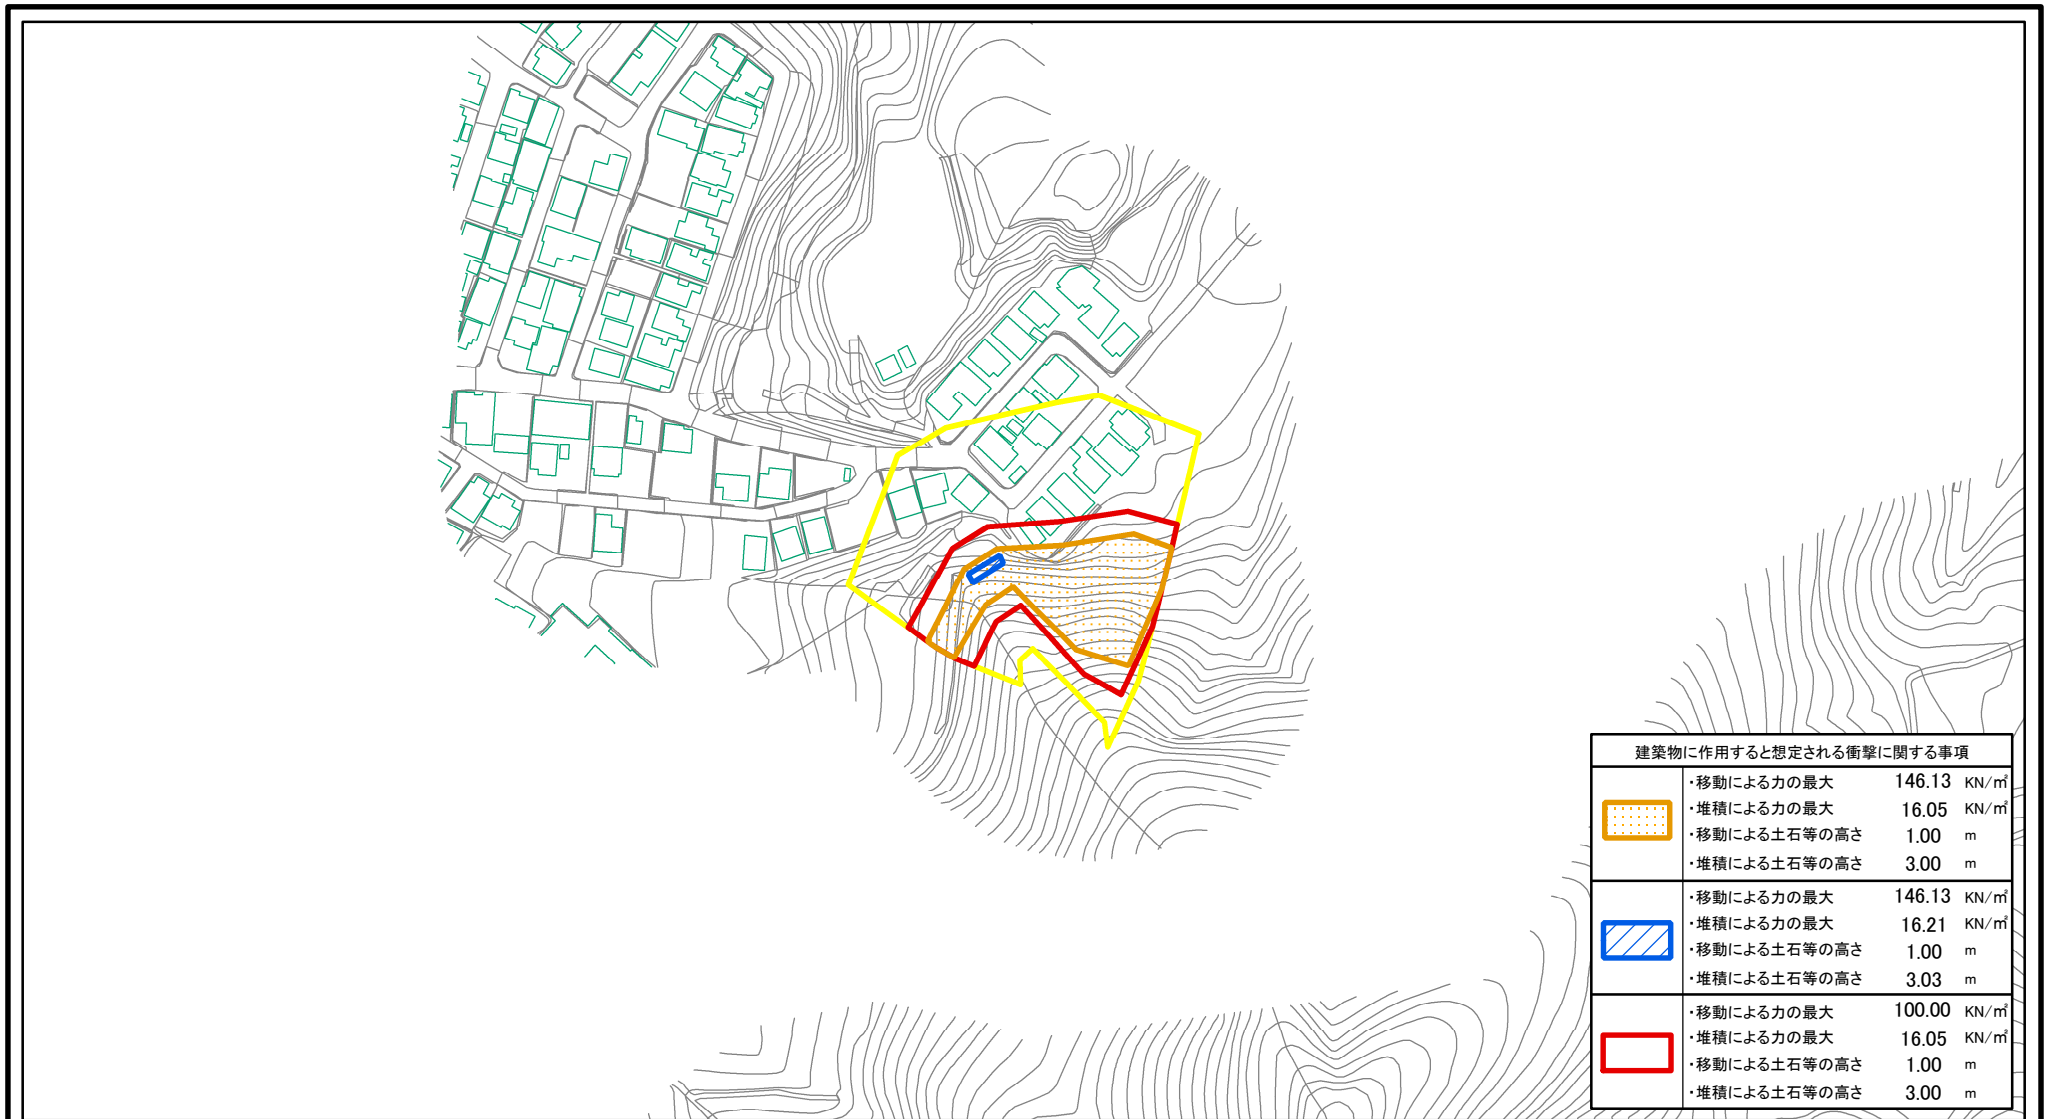 建築物に作用すると想定される衝撃に関する事項
・移動による力の最大 146.13 KN/㎡
・堆積による力の最大 16.05 KN/㎡
・移動による土石等の高さ 1.00 m
・堆積による土石等の高さ 3.00 m
・移動による力の最大 146.13 KN/㎡
・堆積による力の最大 16.21 KN/㎡
・移動による土石等の高さ 1.00 m
・堆積による土石等の高さ 3.03 m
・移動による力の最大 100.00 KN/㎡
・堆積による力の最大 16.05 KN/㎡
・移動による土石等の高さ 1.00 m
・堆積による土石等の高さ 3.00 m